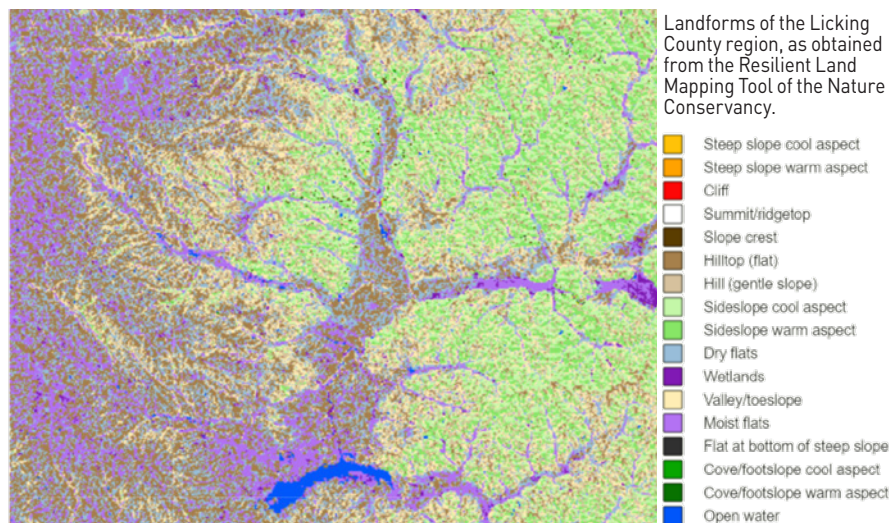 Landforms of the Licking
County region, as obtained
from the Resilient Land
Mapping Tool of the Nature
Conservancy.
Steep slope cool aspect
Steep slope warm aspect
Cliff
Summit/ridgetop
Slope crest
Hilltop (flat)
Hill (gentle slope)
Sideslope cool aspect
Sideslope warm aspect
Dry flats
Wetlands
Valley/toeslope
Moist flats
Flat at bottom of steep slope
Cove/footslope cool aspect
Cove/footslope warm aspect
Open water